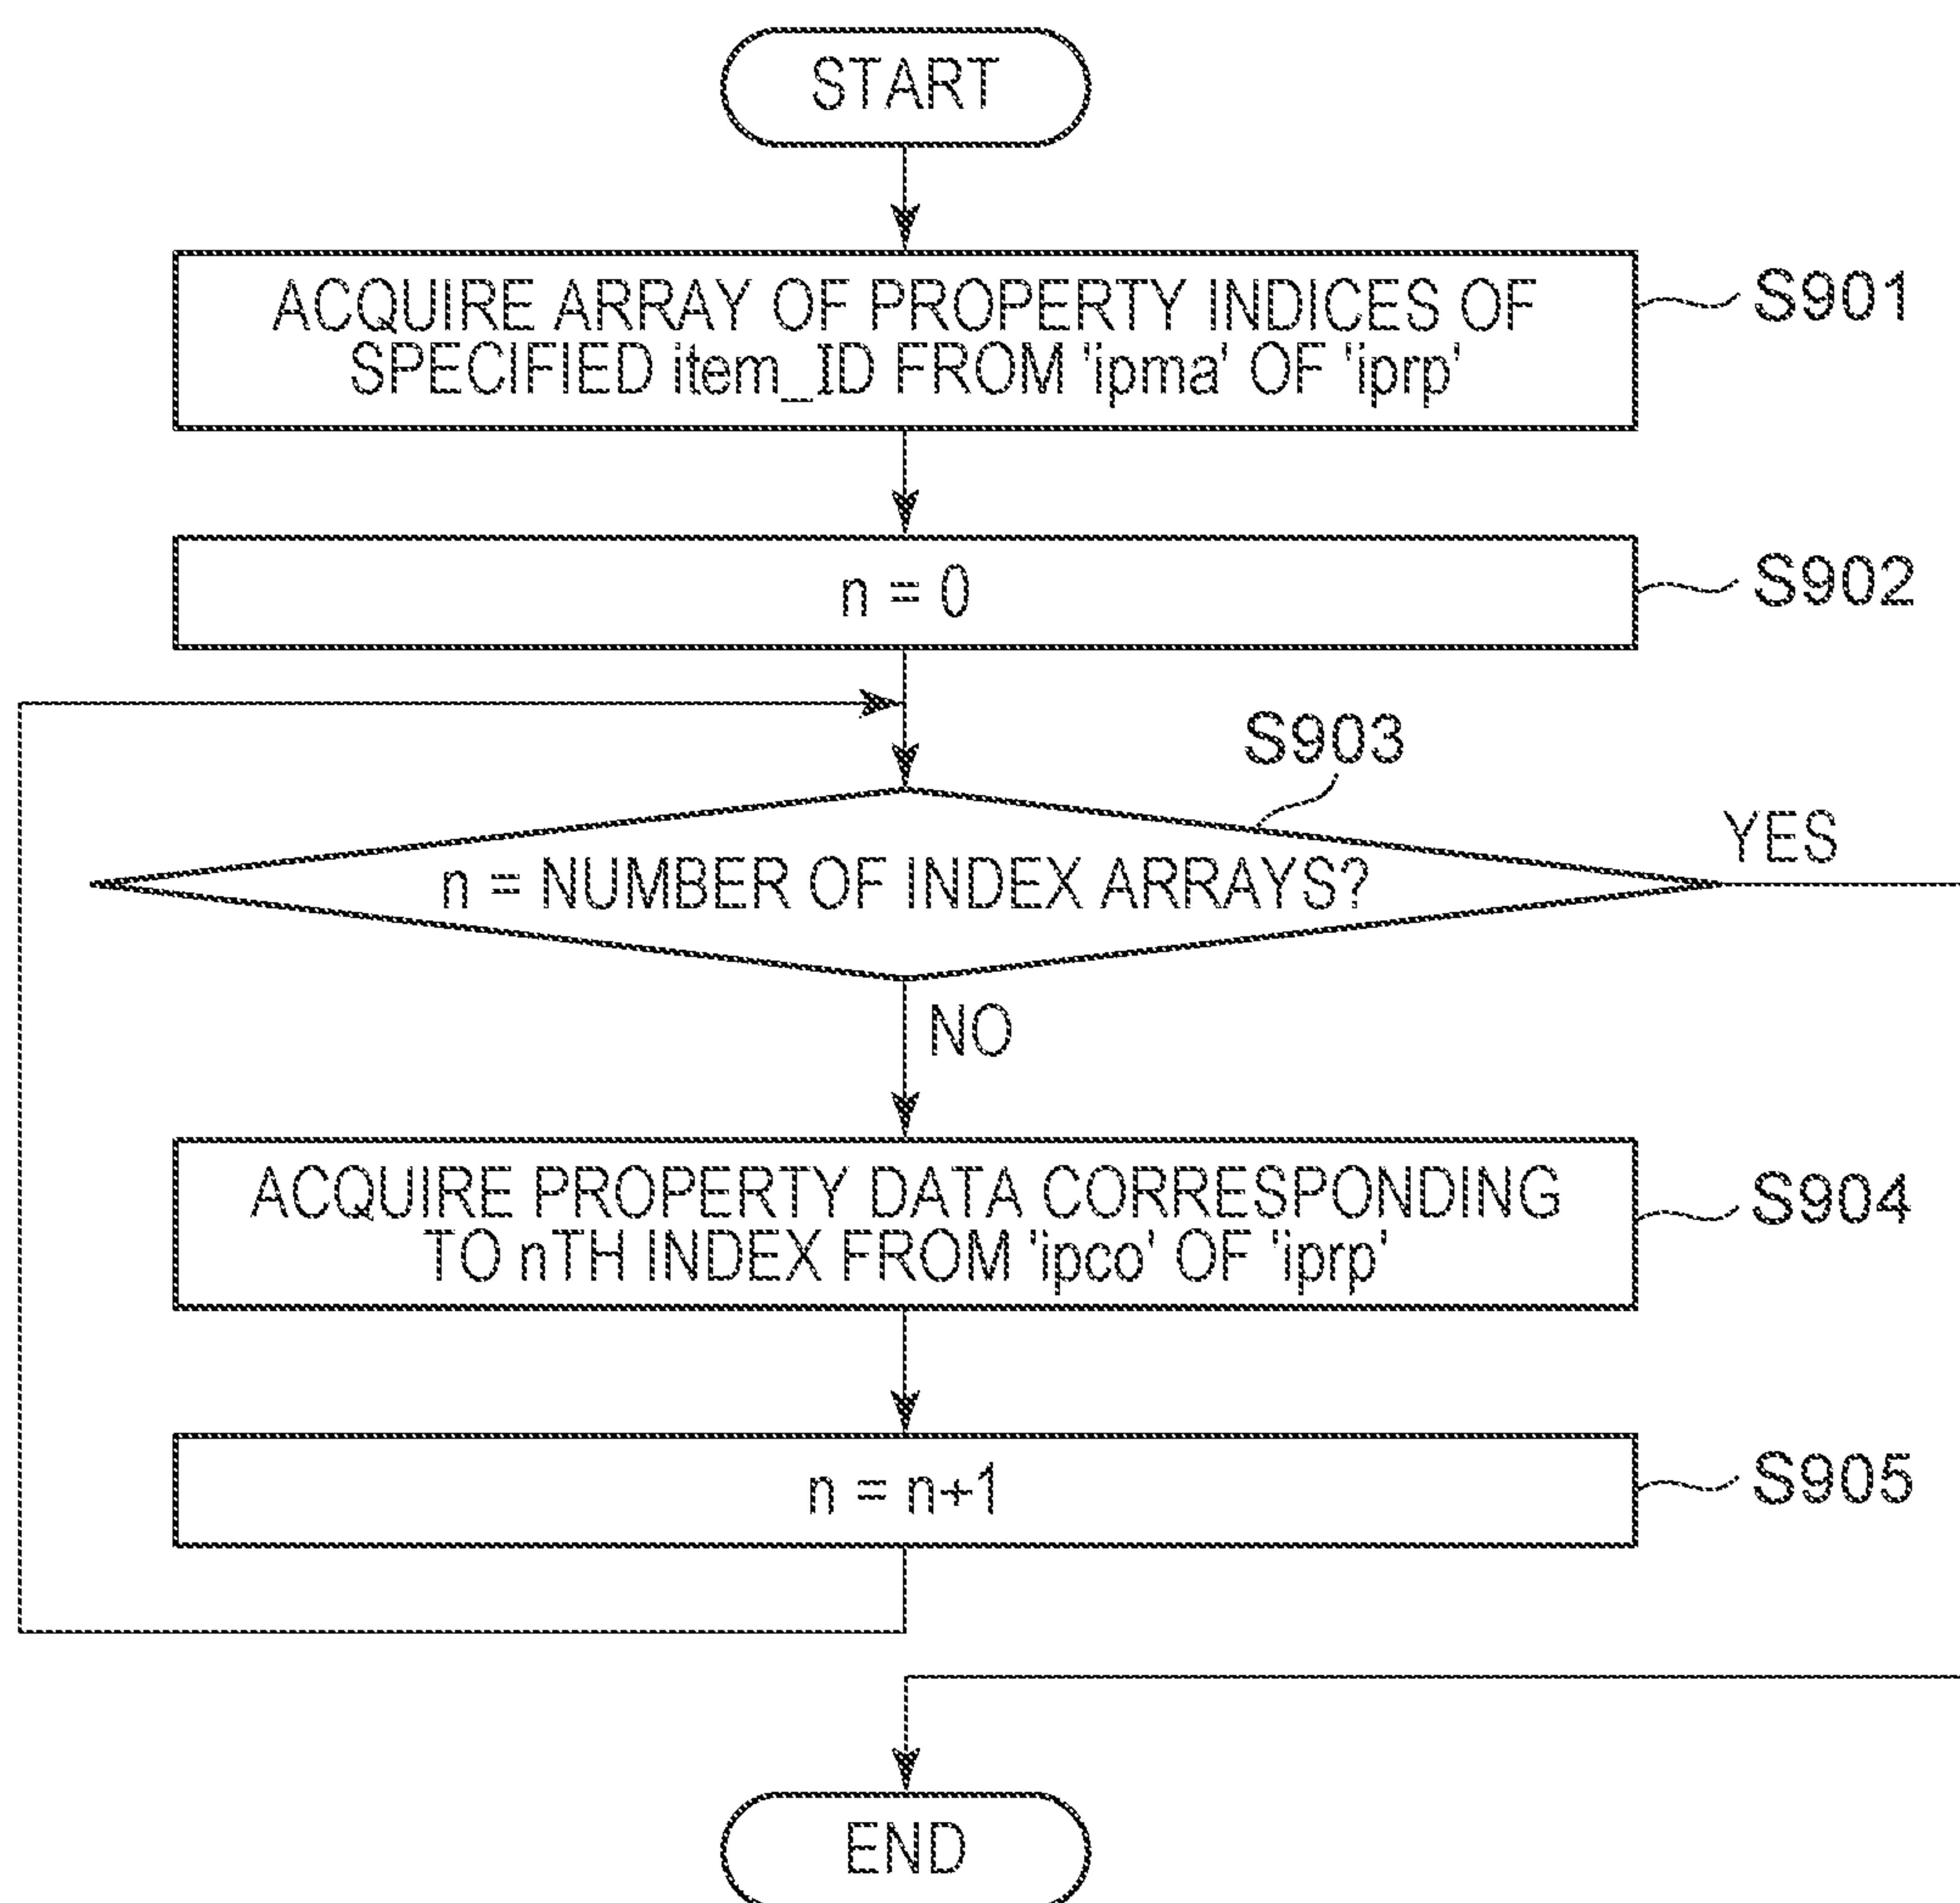 START
ACQUIRE ARRAY OF PROPERTY INDICES OF
SPECIFIED item_ID FROM 'ipma' OF 'iprp'
S901
n = 0
S902
S903
n = NUMBER OF INDEX ARRAYS?
YES
NO
ACQUIRE PROPERTY DATA CORRESPONDING
TO nTH INDEX FROM 'ipco' OF 'iprp'
S904
n = n+1
S905
END